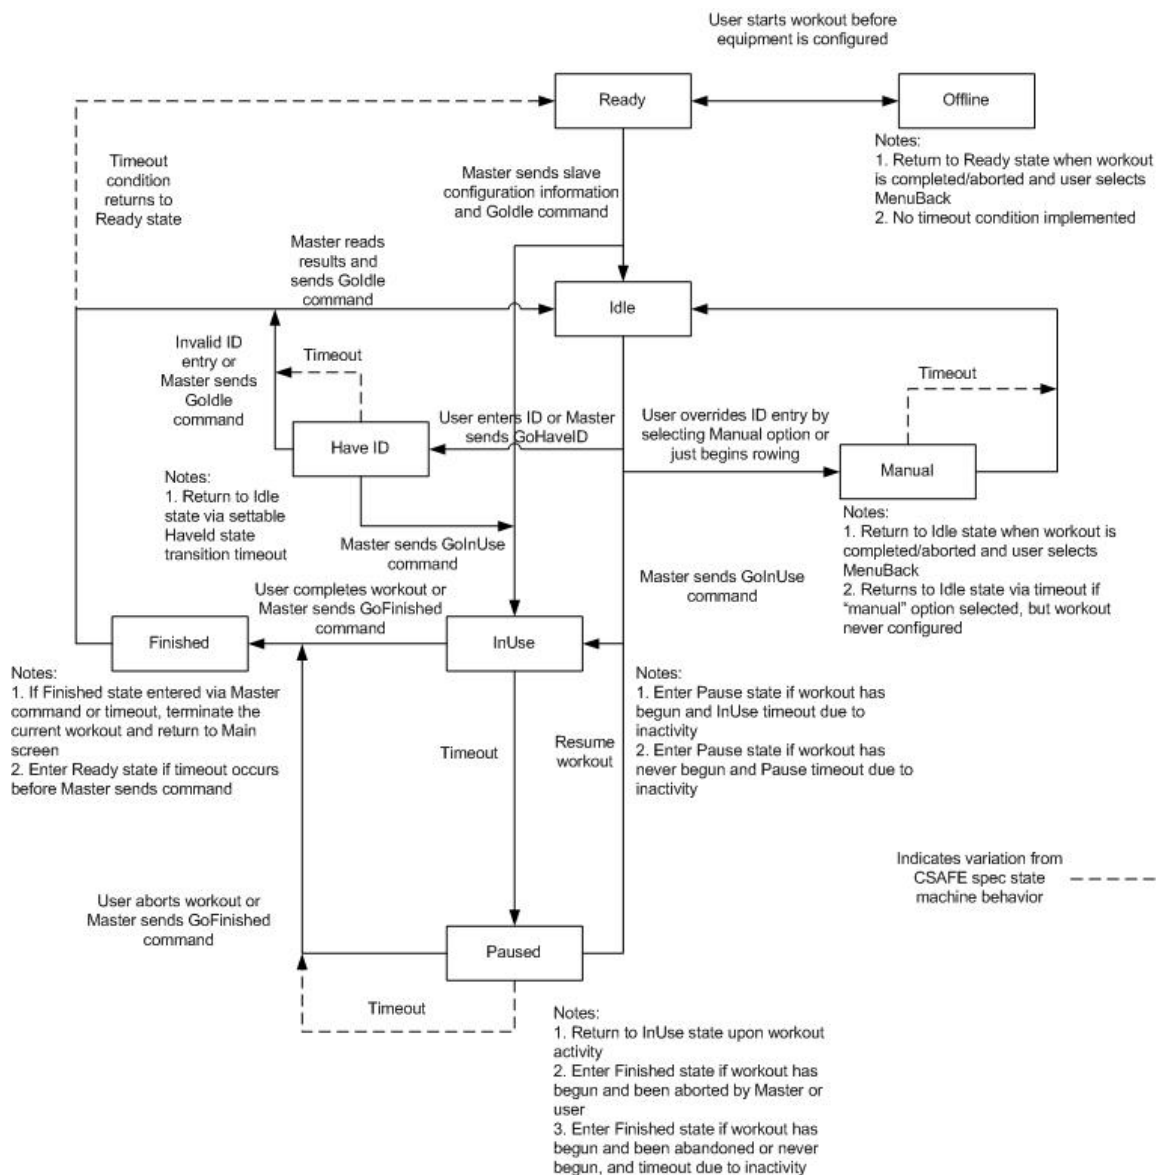 User starts workout before
equipment is configured
Ready
Offline
Timeout
condition
returns to
Ready state
Master sends slave
configuration information
and GoIdle command
Notes:
1. Return to Ready state when workout
is completed/aborted and user selects
MenuBack
2. No timeout condition implemented
Master reads
results and
sends GoIdle
command
Idle
Invalid ID
entry or
Master sends
GoIdle
command
Timeout
Timeout
User enters ID or Master
sends GoHaveID
User overrides ID entry by
selecting Manual option or
just begins rowing
Have ID
Manual
Notes:
1. Return to Idle
state via settable
HaveId state
transition timeout
Master sends GoInUse
command
Notes:
1. Return to Idle state when workout is
completed/aborted and user selects
MenuBack
2. Returns to Idle state via timeout if
"manual" option selected, but workout
never configured
User completes workout or
Master sends GoFinished
command
Master sends GoInUse
command
Finished
InUse
Notes:
1. If Finished state entered via Master
command or timeout, terminate the
current workout and return to Main
screen
2. Enter Ready state if timeout occurs
before Master sends command
Timeout
Resume
workout
Notes:
1. Enter Pause state if workout has
begun and InUse timeout due to
inactivity
2. Enter Pause state if workout has
never begun and Pause timeout due to
inactivity
Indicates variation from
CSAFE spec state
machine behavior
User aborts workout or
Master sends GoFinished
command
Paused
Timeout
Notes:
1. Return to InUse state upon workout
activity
2. Enter Finished state if workout has
begun and been aborted by Master or
user
3. Enter Finished state if workout has
begun and been abandoned or never
begun, and timeout due to inactivity